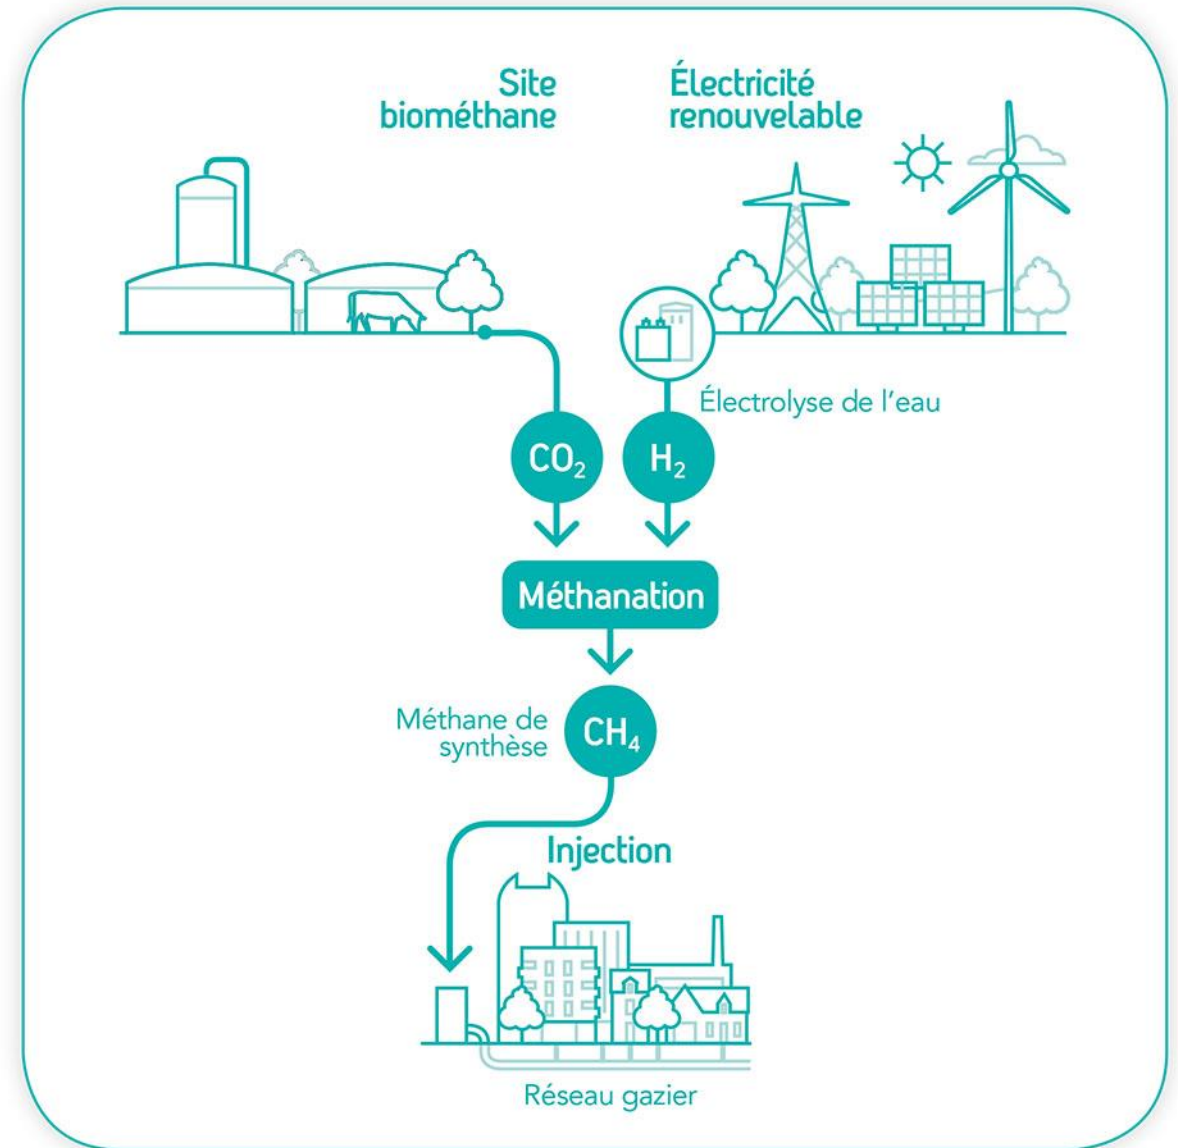 Site
biométhane
Électricité
renouvelable
Électrolyse de l'eau
CO₂
H₂
Méthanation
Méthane de
synthèse
CH₄
Injection
Réseau gazier